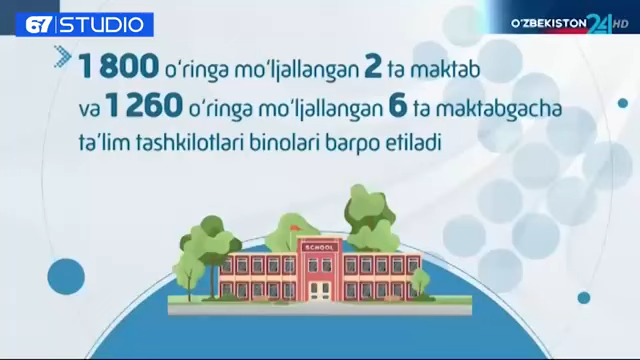 67 STUDIO
O‘ZBEKISTON 24 HD
1 800 o‘ringa mo‘ljallangan 2 ta maktab
va 1 260 o‘ringa mo‘ljallangan 6 ta maktabgacha
ta’lim tashkilotlari binolari barpo etiladi
SCHOOL